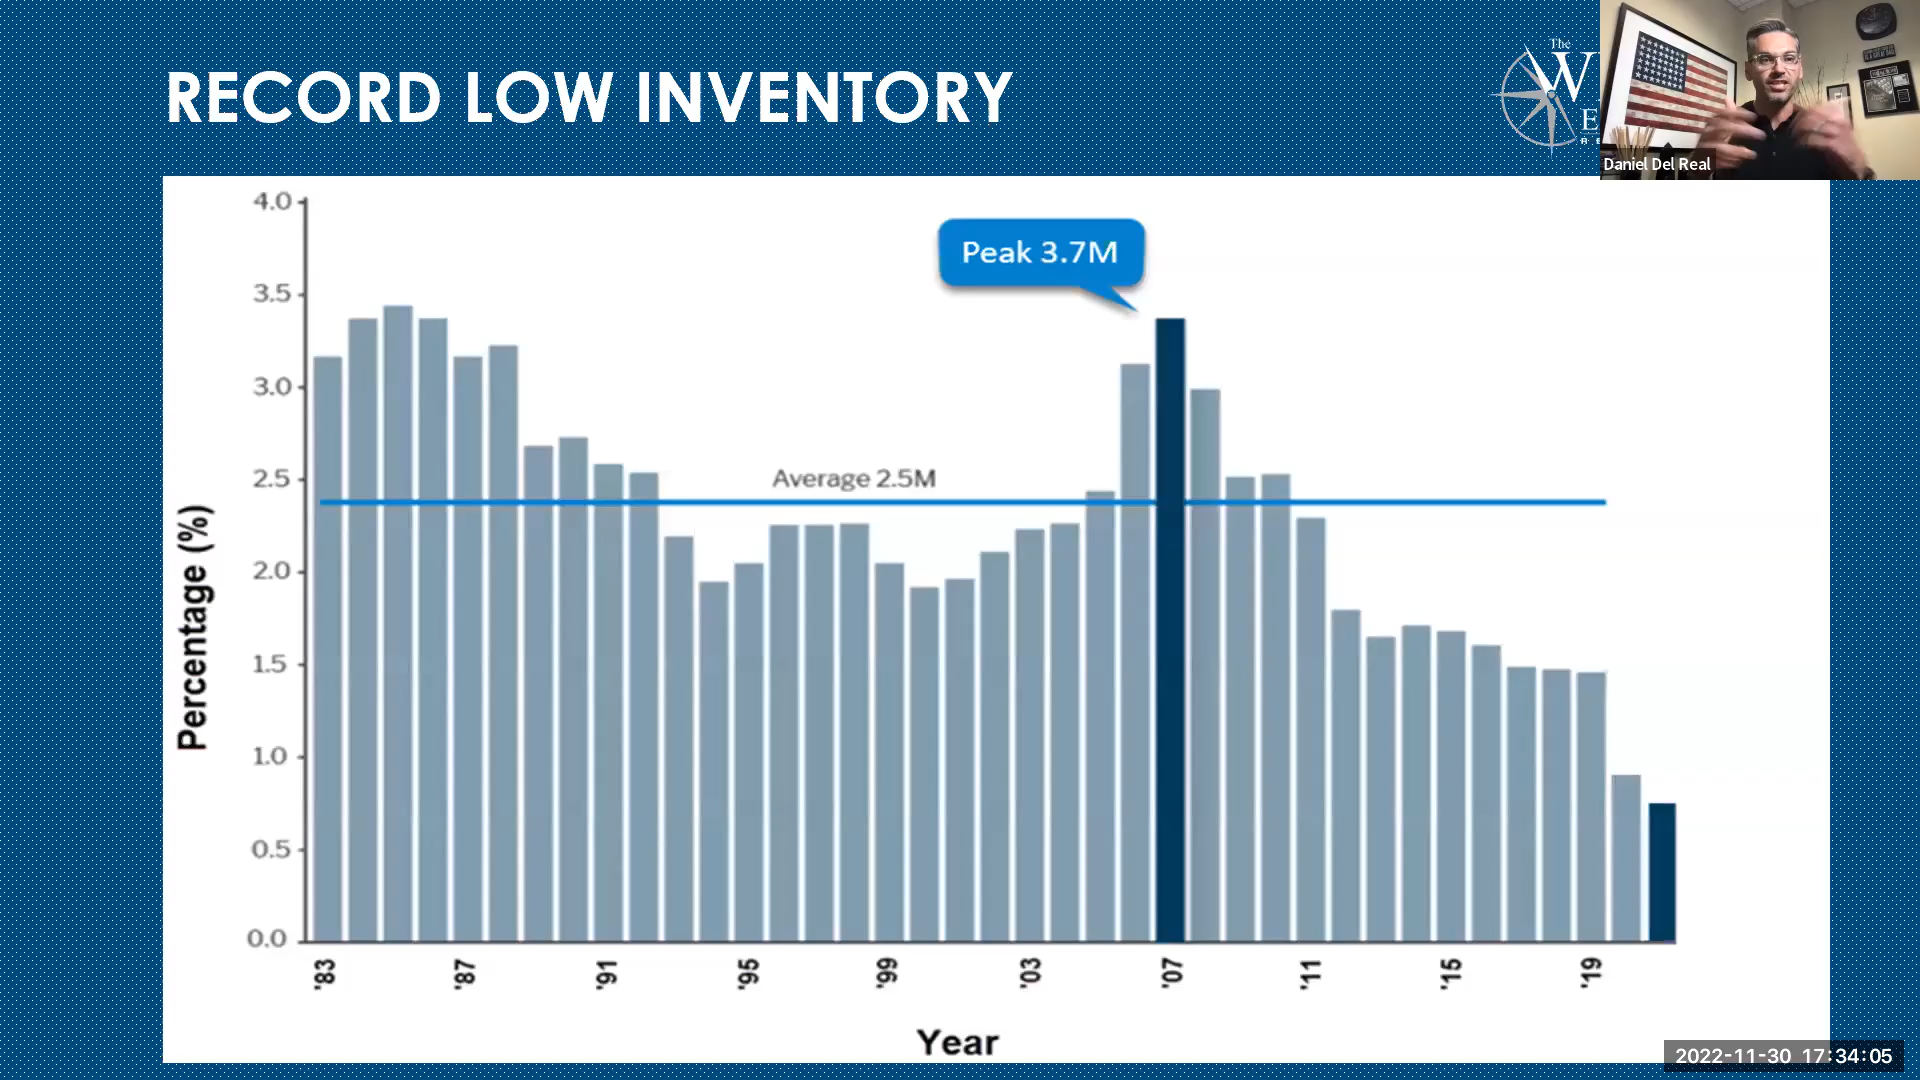 RECORD LOW INVENTORY
The
W
E
R E
Daniel Del Real
4.0
3.5
3.0
2.5
2.0
1.5
1.0
0.5
0.0
Percentage (%)
Peak 3.7M
Average 2.5M
'83
'87
'91
'95
'99
'03
'07
'11
'15
'19
Year
2022-11-30 17:34:05